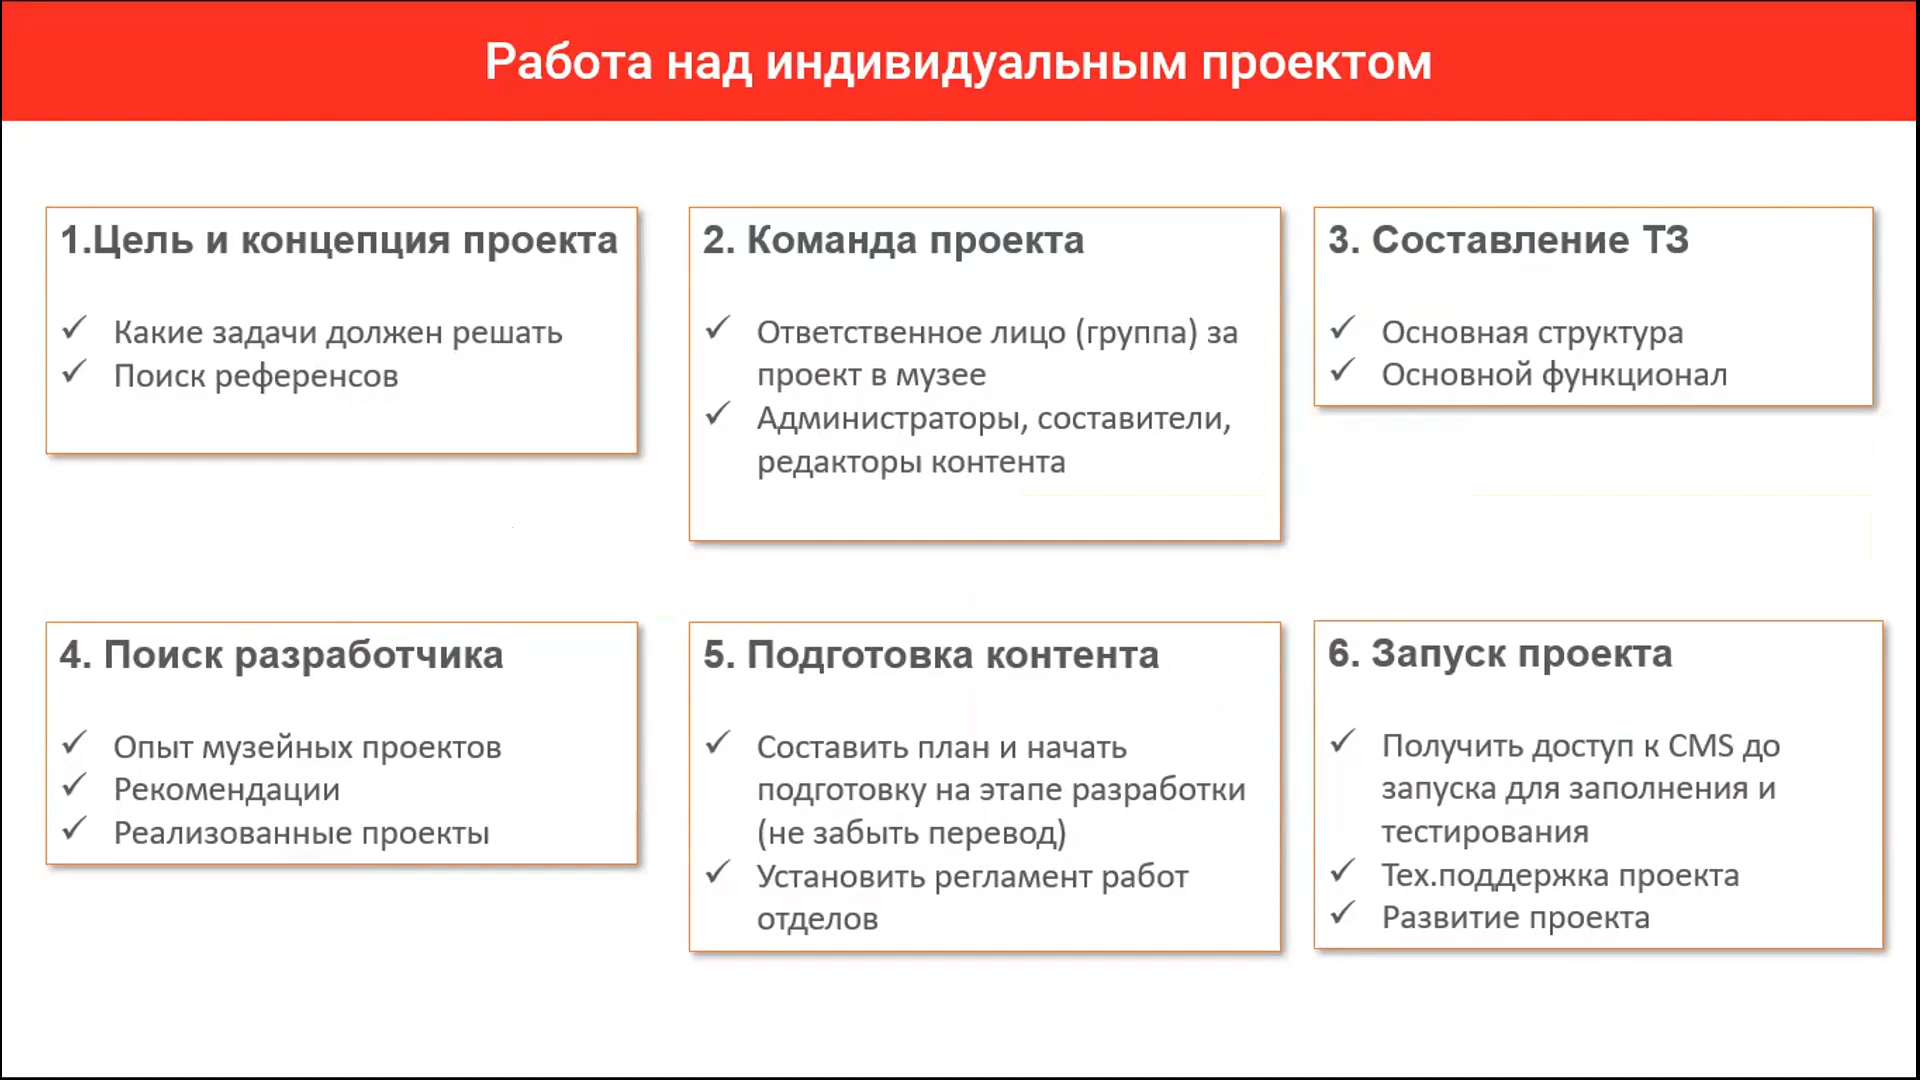 Работа над индивидуальным проектом
1.Цель и концепция проекта
✓ Какие задачи должен решать
✓ Поиск референсов
2. Команда проекта
✓ Ответственное лицо (группа) за
проект в музее
✓ Администраторы, составители,
редакторы контента
3. Составление ТЗ
✓ Основная структура
✓ Основной функционал
4. Поиск разработчика
✓ Опыт музейных проектов
✓ Рекомендации
✓ Реализованные проекты
5. Подготовка контента
✓ Составить план и начать
подготовку на этапе разработки
(не забыть перевод)
✓ Установить регламент работ
отделов
6. Запуск проекта
✓ Получить доступ к CMS до
запуска для заполнения и
тестирования
✓ Тех.поддержка проекта
✓ Развитие проекта